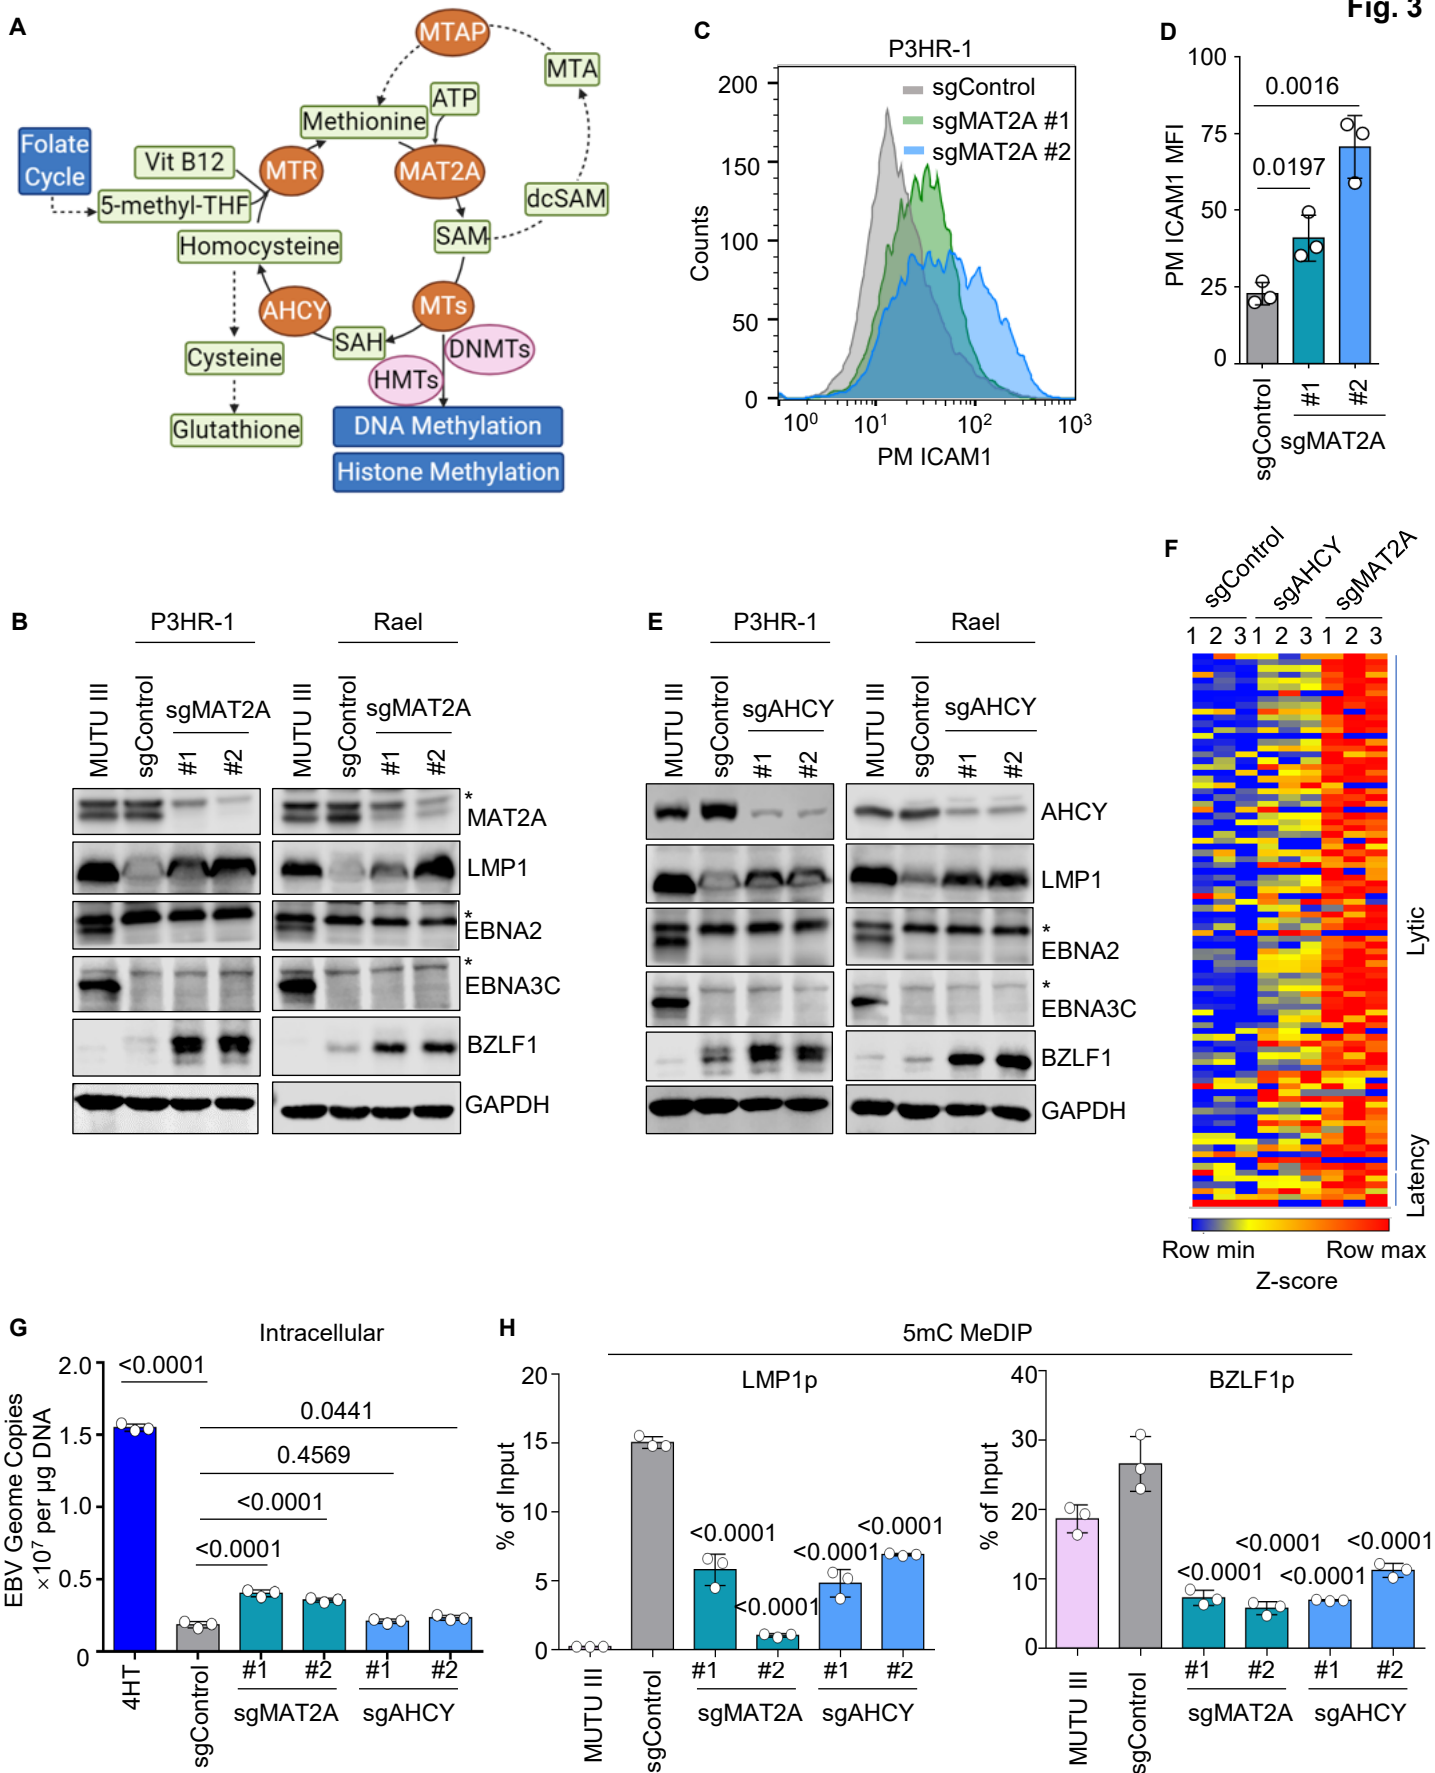 Fig. 3
A
MTAP
MTA
ATP
Methionine
Folate
Cycle
Vit B12
MTR
MAT2A
5-methyl-THF
dcSAM
Homocysteine
SAM
AHCY
MTs
SAH
DNMTs
Cysteine
HMTs
DNA Methylation
Glutathione
Histone Methylation
C
P3HR-1
sgControl
sgMAT2A #1
sgMAT2A #2
Counts
200
150
100
50
0
10⁰ 10¹ 10² 10³
PM ICAM1
D
PM ICAM1 MFI
100
75
50
25
0
0.0016
0.0197
sgControl
#1
#2
sgMAT2A
B
P3HR-1
Rael
MUTU III
sgControl
sgMAT2A
#1
#2
MUTU III
sgControl
sgMAT2A
#1
#2
*
MAT2A
LMP1
*
EBNA2
*
EBNA3C
BZLF1
GAPDH
E
P3HR-1
Rael
MUTU III
sgControl
sgAHCY
#1
#2
MUTU III
sgControl
sgAHCY
#1
#2
AHCY
LMP1
*
EBNA2
*
EBNA3C
BZLF1
GAPDH
F
sgControl
sgAHCY
sgMAT2A
1 2 3 1 2 3 1 2 3
Lytic
Latency
Row min Row max
Z-score
G
Intracellular
EBV Geome Copies
×10⁷ per µg DNA
2.0
1.5
1.0
0.5
0
<0.0001
0.0441
0.4569
<0.0001
<0.0001
4HT
sgControl
#1 #2 #1 #2
sgMAT2A sgAHCY
H
5mC MeDIP
LMP1p
% of Input
20
15
10
5
0
<0.0001
<0.0001
<0.0001
<0.0001
MUTU III
sgControl
#1 #2 #1 #2
sgMAT2A sgAHCY
BZLF1p
% of Input
40
30
20
10
0
<0.0001
<0.0001
<0.0001
<0.0001
MUTU III
sgControl
#1 #2 #1 #2
sgMAT2A sgAHCY